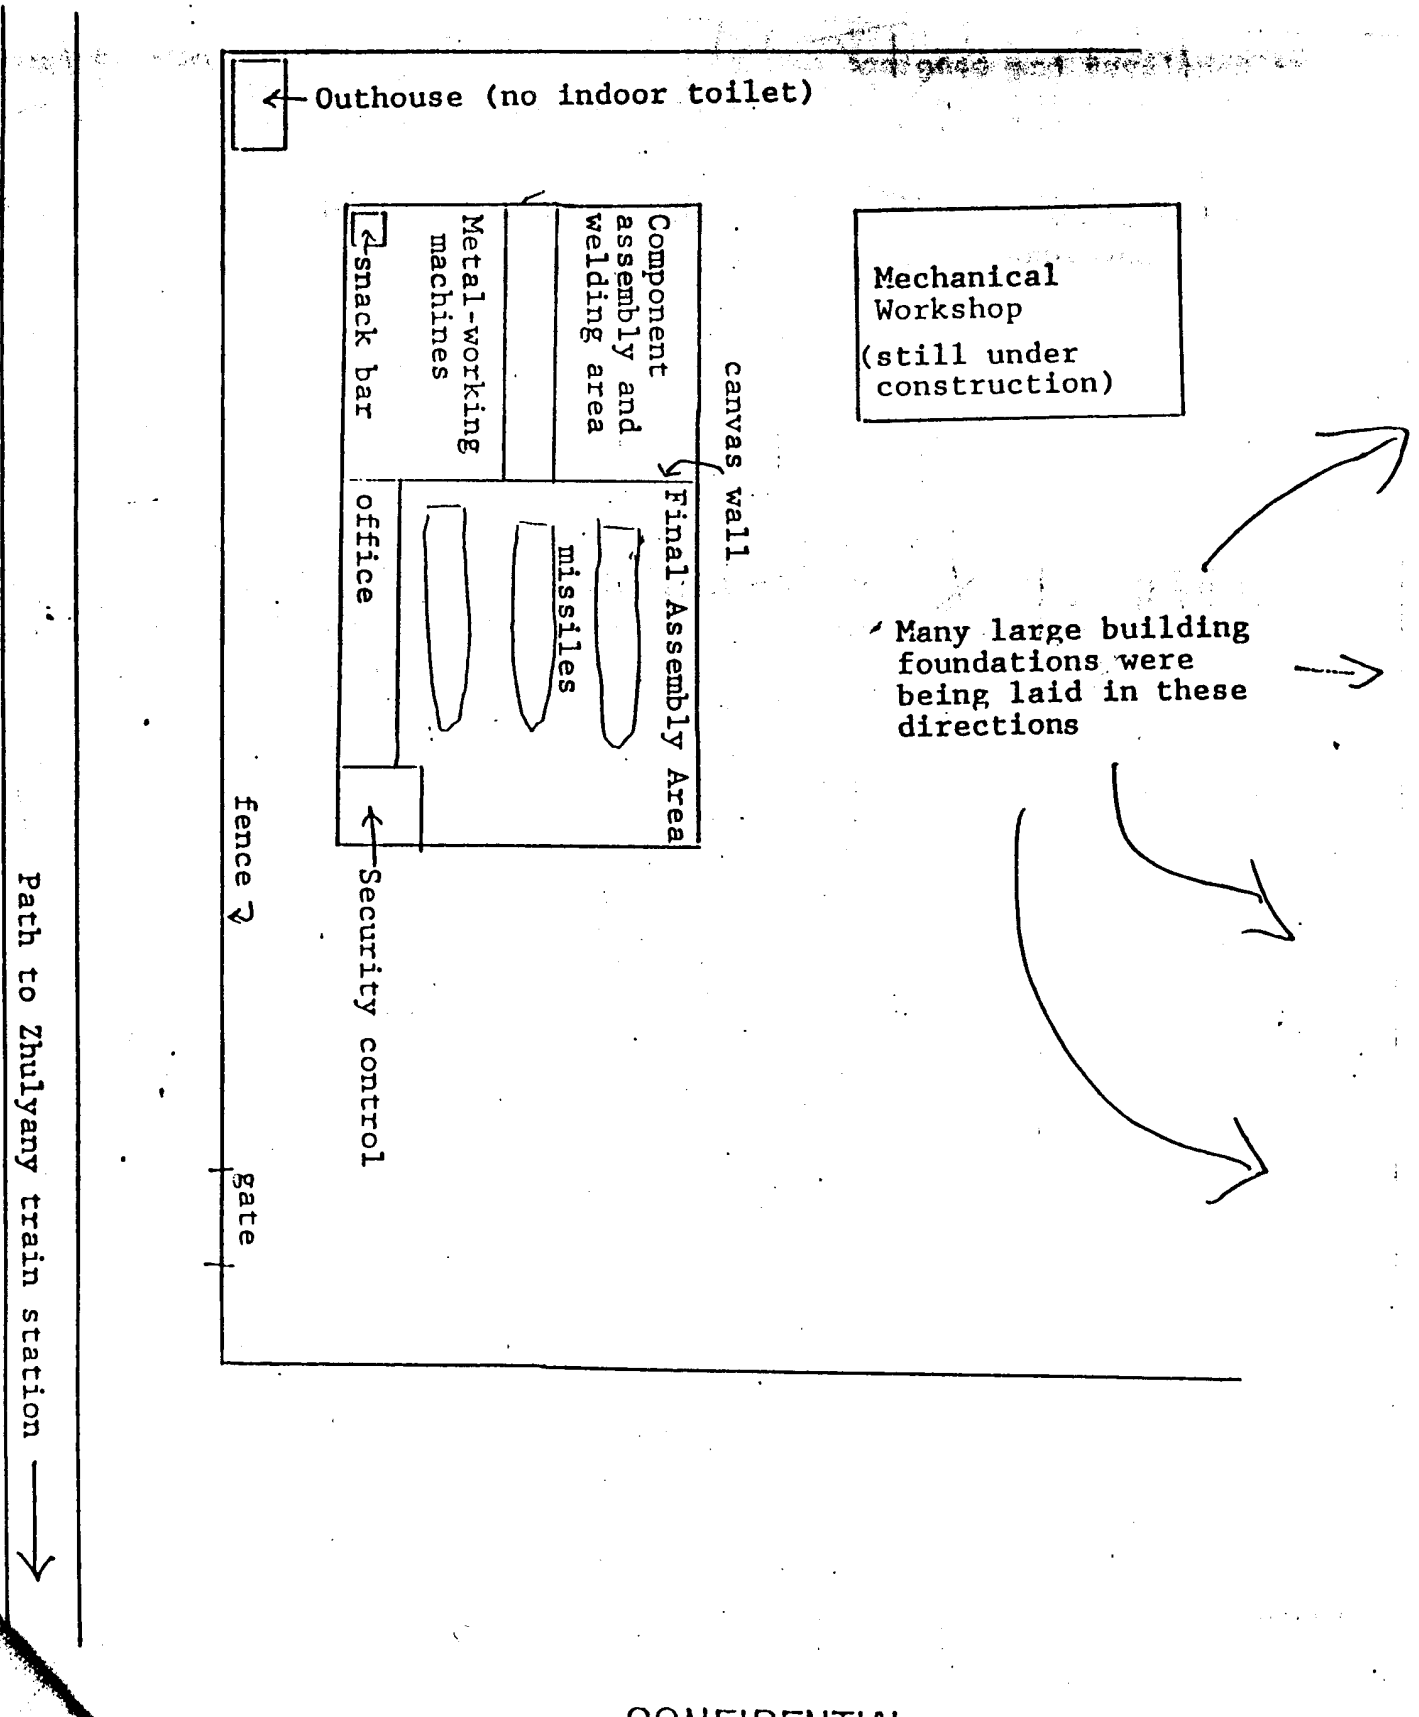 Outhouse (no indoor toilet)
Component
assembly and
welding area
Metal-working
machines
snack bar
canvas wall
Mechanical
Workshop
(still under
construction)
Final Assembly Area
missiles
office
Security control
Many large building
foundations were
being laid in these
directions
fence
gate
Path to Zhulyany train station
CONFIDENTIAL